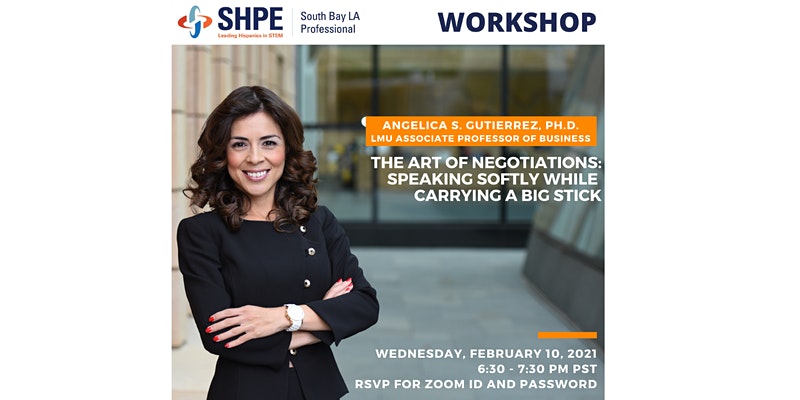 SHPE
Leading Hispanics in STEM
South Bay LA
Professional
WORKSHOP
ANGELICA S. GUTIERREZ, PH.D.
LMU ASSOCIATE PROFESSOR OF BUSINESS
THE ART OF NEGOTIATIONS:
SPEAKING SOFTLY WHILE
CARRYING A BIG STICK
WEDNESDAY, FEBRUARY 10, 2021
6:30 - 7:30 PM PST
RSVP FOR ZOOM ID AND PASSWORD